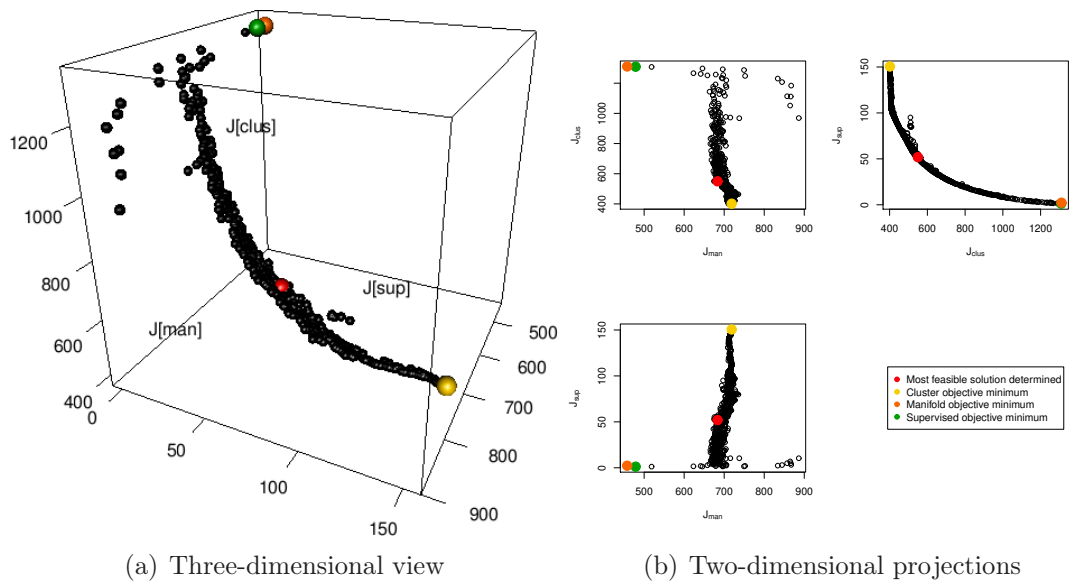 J[clus]
J[sup]
J[man]
1200
1000
800
600
400
0
50
100
150
500
600
700
800
900
J_clus
400
600
800
1000
500
600
700
800
900
J_man
J_sup
0
50
100
150
400
600
800
1000
1200
J_clus
J_sup
0
50
100
150
500
600
700
800
900
J_man
Most feasible solution determined
Cluster objective minimum
Manifold objective minimum
Supervised objective minimum
(a) Three-dimensional view
(b) Two-dimensional projections